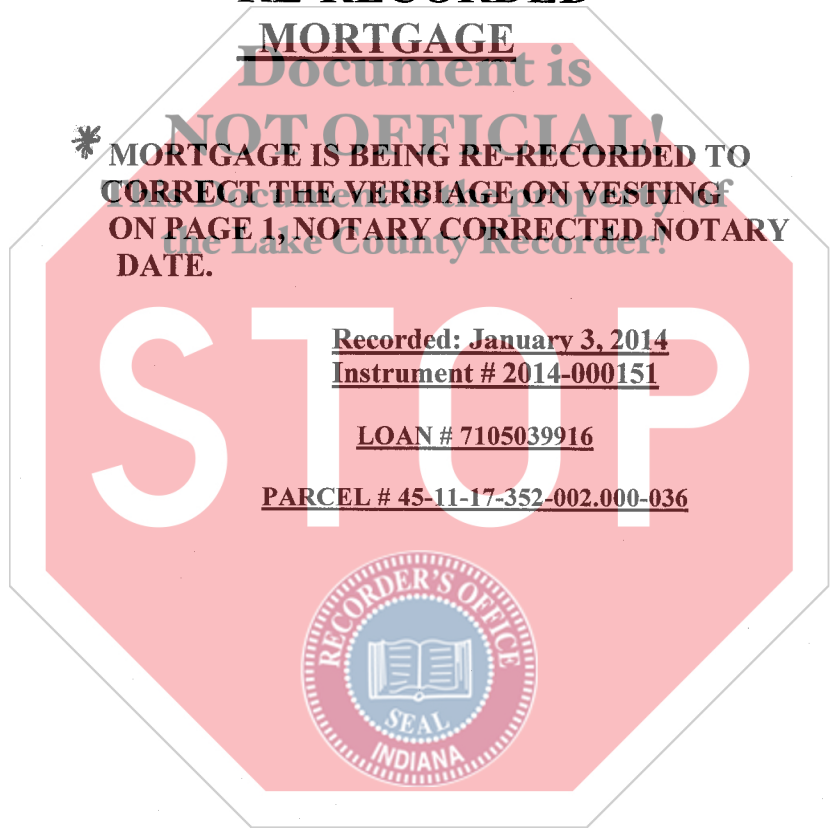 RE-RECORDED
MORTGAGE
Document is
NOT OFFICIAL!
* MORTGAGE IS BEING RE-RECORDED TO
This Document is the property of
CORRECT THE VERBIAGE ON VESTING
ON PAGE 1, NOTARY CORRECTED NOTARY
the Lake County Recorder!
DATE.
STOP
Recorded: January 3, 2014
Instrument # 2014-000151
LOAN # 7105039916
PARCEL # 45-11-17-352-002.000-036
RECORDER'S OFFICE
SEAL
INDIANA